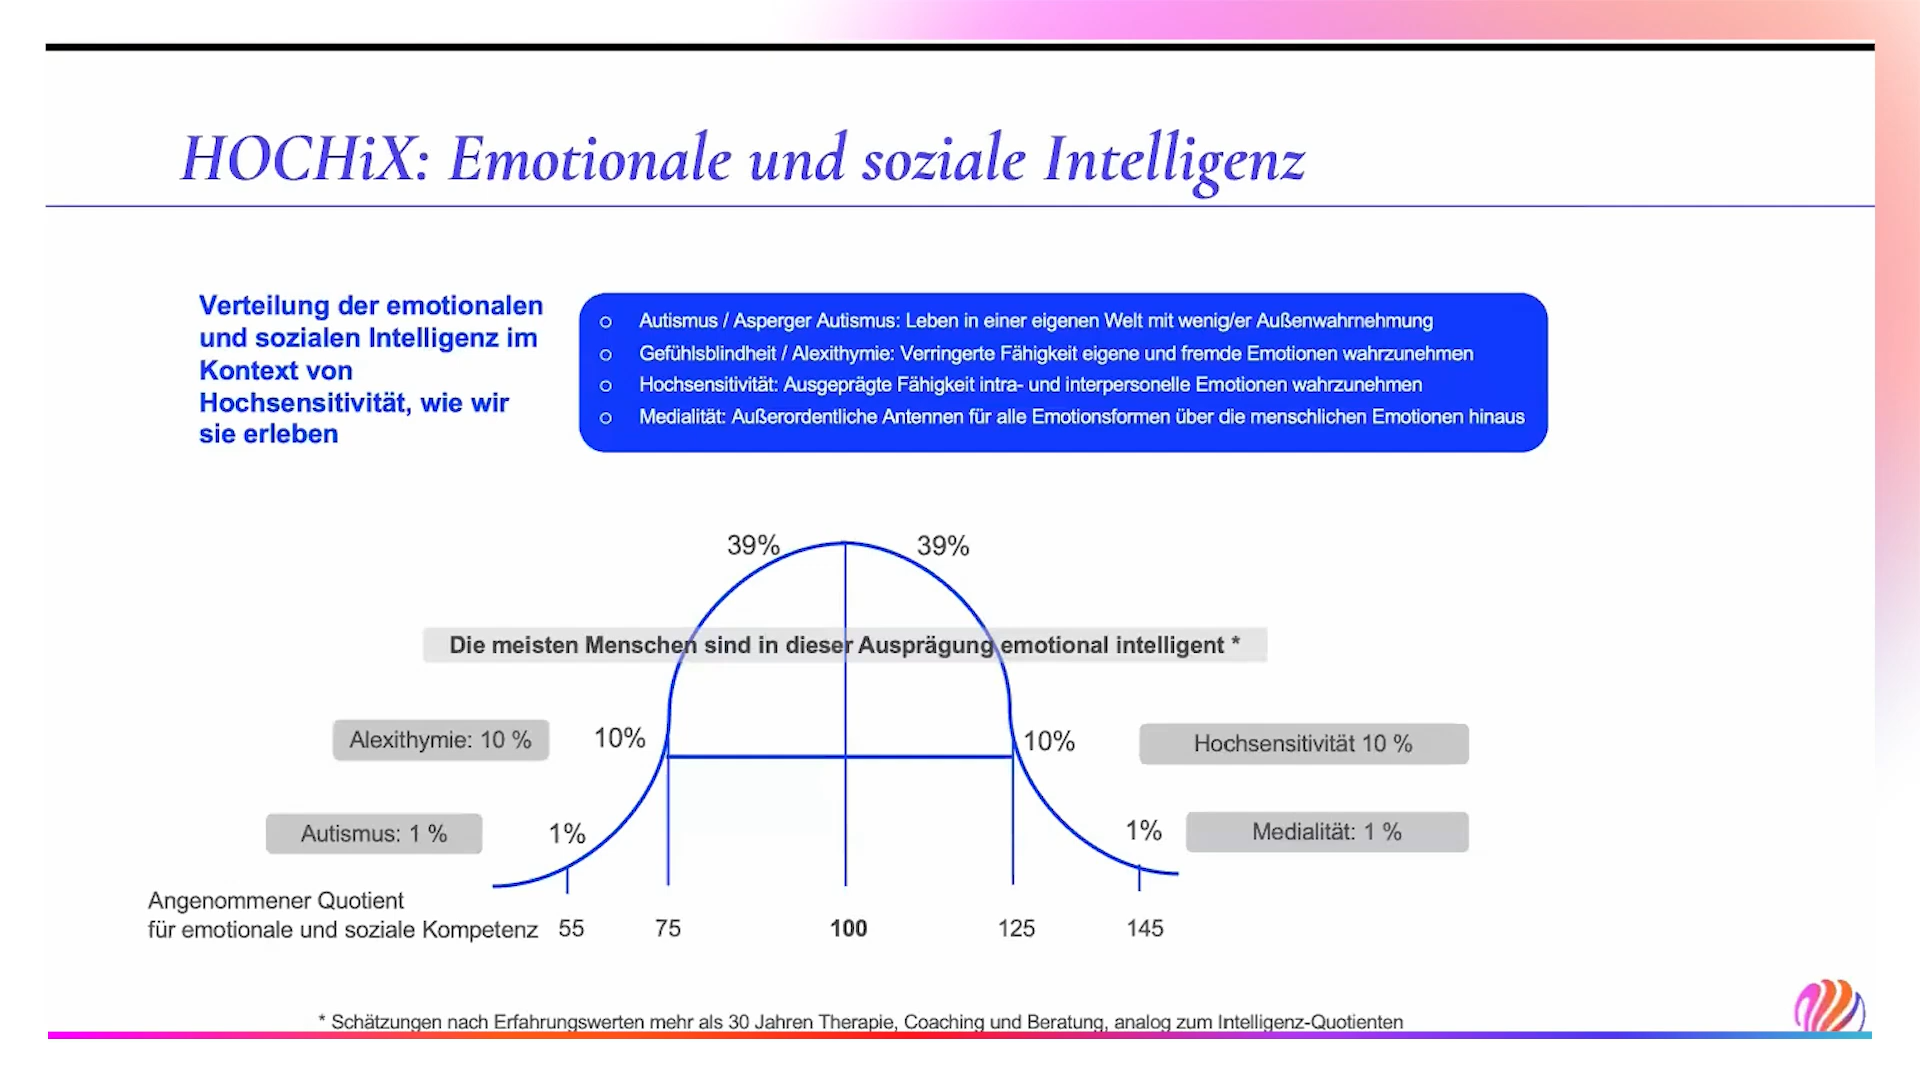 HOCHiX: Emotionale und soziale Intelligenz
Verteilung der emotionalen
und sozialen Intelligenz im
Kontext von
Hochsensitivität, wie wir
sie erleben
o Autismus / Asperger Autismus: Leben in einer eigenen Welt mit wenig/er Außenwahrnehmung
o Gefühlsblindheit / Alexithymie: Verringerte Fähigkeit eigene und fremde Emotionen wahrzunehmen
o Hochsensitivität: Ausgeprägte Fähigkeit intra- und interpersonelle Emotionen wahrzunehmen
o Medialität: Außerordentliche Antennen für alle Emotionsformen über die menschlichen Emotionen hinaus
39% 39%
Die meisten Menschen sind in dieser Ausprägung emotional intelligent *
Alexithymie: 10 % 10% 10% Hochsensitivität 10 %
Autismus: 1 % 1% 1% Medialität: 1 %
Angenommener Quotient
für emotionale und soziale Kompetenz 55 75 100 125 145
* Schätzungen nach Erfahrungswerten mehr als 30 Jahren Therapie, Coaching und Beratung, analog zum Intelligenz-Quotienten